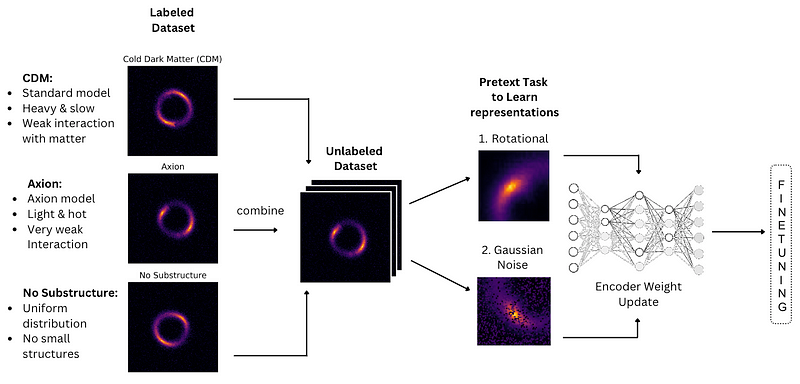 Labeled
Dataset
Cold Dark Matter (CDM)
CDM:
• Standard model
• Heavy & slow
• Weak interaction
with matter
Axion
Axion:
• Axion model
• Light & hot
• Very weak
Interaction
No Substructure
No Substructure:
• Uniform
distribution
• No small
structures
combine
Unlabeled
Dataset
Pretext Task
to Learn
representations
1. Rotational
2. Gaussian
Noise
Encoder Weight
Update
FINETUNING